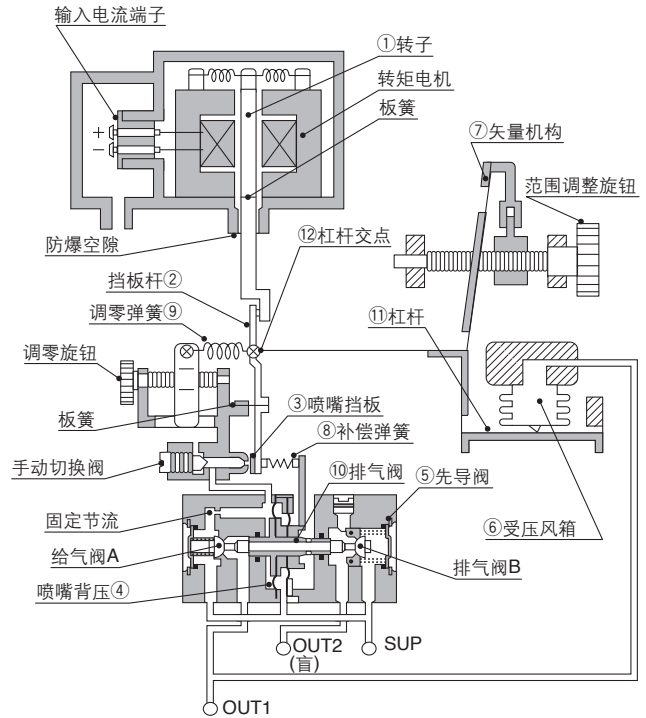 输入电流端子
①转子
转矩电机
板簧
⑦矢量机构
范围调整旋钮
+
−
防爆空隙
⑫杠杆交点
挡板杆②
调零弹簧⑨
⑪杠杆
调零旋钮
③喷嘴挡板
板簧
⑧补偿弹簧
手动切换阀
⑩排气阀
⑤先导阀
固定节流
⑥受压风箱
给气阀A
排气阀B
喷嘴背压④
OUT2
(盲)
SUP
OUT1